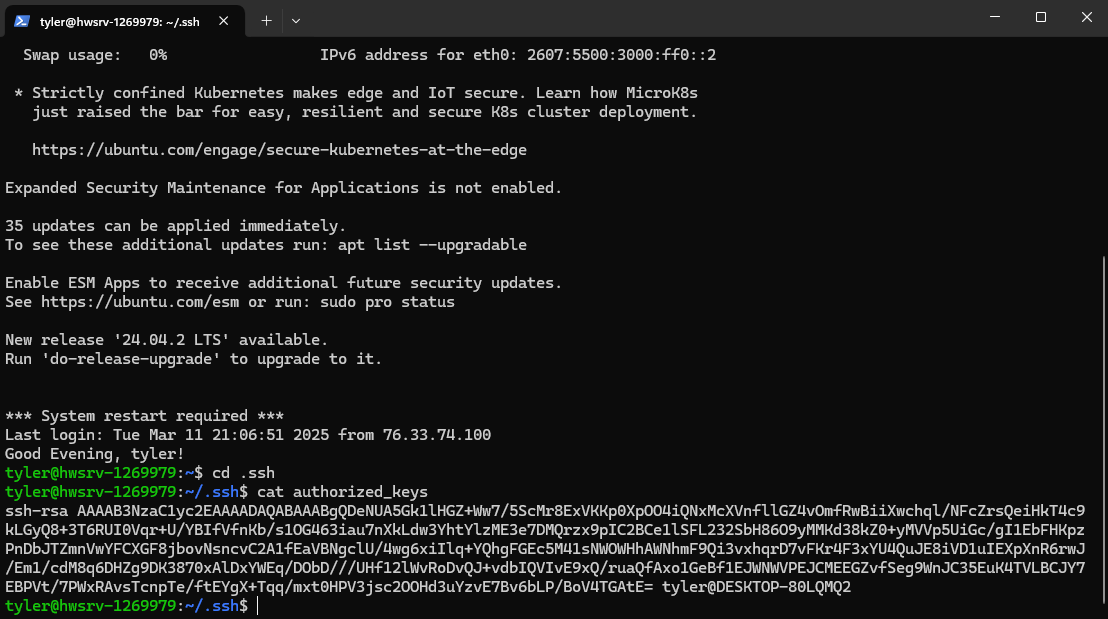 tyler@hwsrv-1269979: ~/.ssh
Swap usage:   0%                 IPv6 address for eth0: 2607:5500:3000:ff0::2
* Strictly confined Kubernetes makes edge and IoT secure. Learn how MicroK8s
just raised the bar for easy, resilient and secure K8s cluster deployment.
https://ubuntu.com/engage/secure-kubernetes-at-the-edge
Expanded Security Maintenance for Applications is not enabled.
35 updates can be applied immediately.
To see these additional updates run: apt list --upgradable
Enable ESM Apps to receive additional future security updates.
See https://ubuntu.com/esm or run: sudo pro status
New release '24.04.2 LTS' available.
Run 'do-release-upgrade' to upgrade to it.
*** System restart required ***
Last login: Tue Mar 11 21:06:51 2025 from 76.33.74.100
Good Evening, tyler!
tyler@hwsrv-1269979:~$ cd .ssh
tyler@hwsrv-1269979:~/.ssh$ cat authorized_keys
ssh-rsa AAAAB3NzaC1yc2EAAAADAQABAAABgQDeNUA5Gk1lHGZ+Ww7/5ScMr8ExVKKp0XpOO4iQNxMcXVnfllGZ4vOmfRwBiiXwchql/NFcZrsQeiHkT4c9
kLGyQ8+3T6RUI0Vqr+U/YBIfVfnKb/s1OG463iau7nXkLdw3YhtYlzME3e7DMQrzx9pIC2BCe1lSFL232SbH86O9yMMKd38kZ0+yMVVp5UiGc/gI1EbFHKpz
PnDbJTZmnVwYFCXGF8jbovNsncvC2A1fEaVBNgclU/4wg6xiIlq+YQhgFGEc5M41sNWOWHhAWNhmF9Qi3vxhqrD7vFKr4F3xYU4QuJE8iVD1uIEXpXnR6rwJ
/Em1/cdM8q6DHZg9DK3870xAlDxYWEq/DObD///UHf12lWvRoDvQJ+vdbIQVIvE9xQ/ruaQfAxo1GeBf1EJWNWVPEJCMEEGZvfSeg9WnJC35EuK4TVLBCJY7
EBPVt/7PWxRAvsTcnpTe/ftEYgX+Tqq/mxt0HPV3jsc2OOHd3uYzvE7Bv6bLP/BoV4TGAtE= tyler@DESKTOP-80LQMQ2
tyler@hwsrv-1269979:~/.ssh$